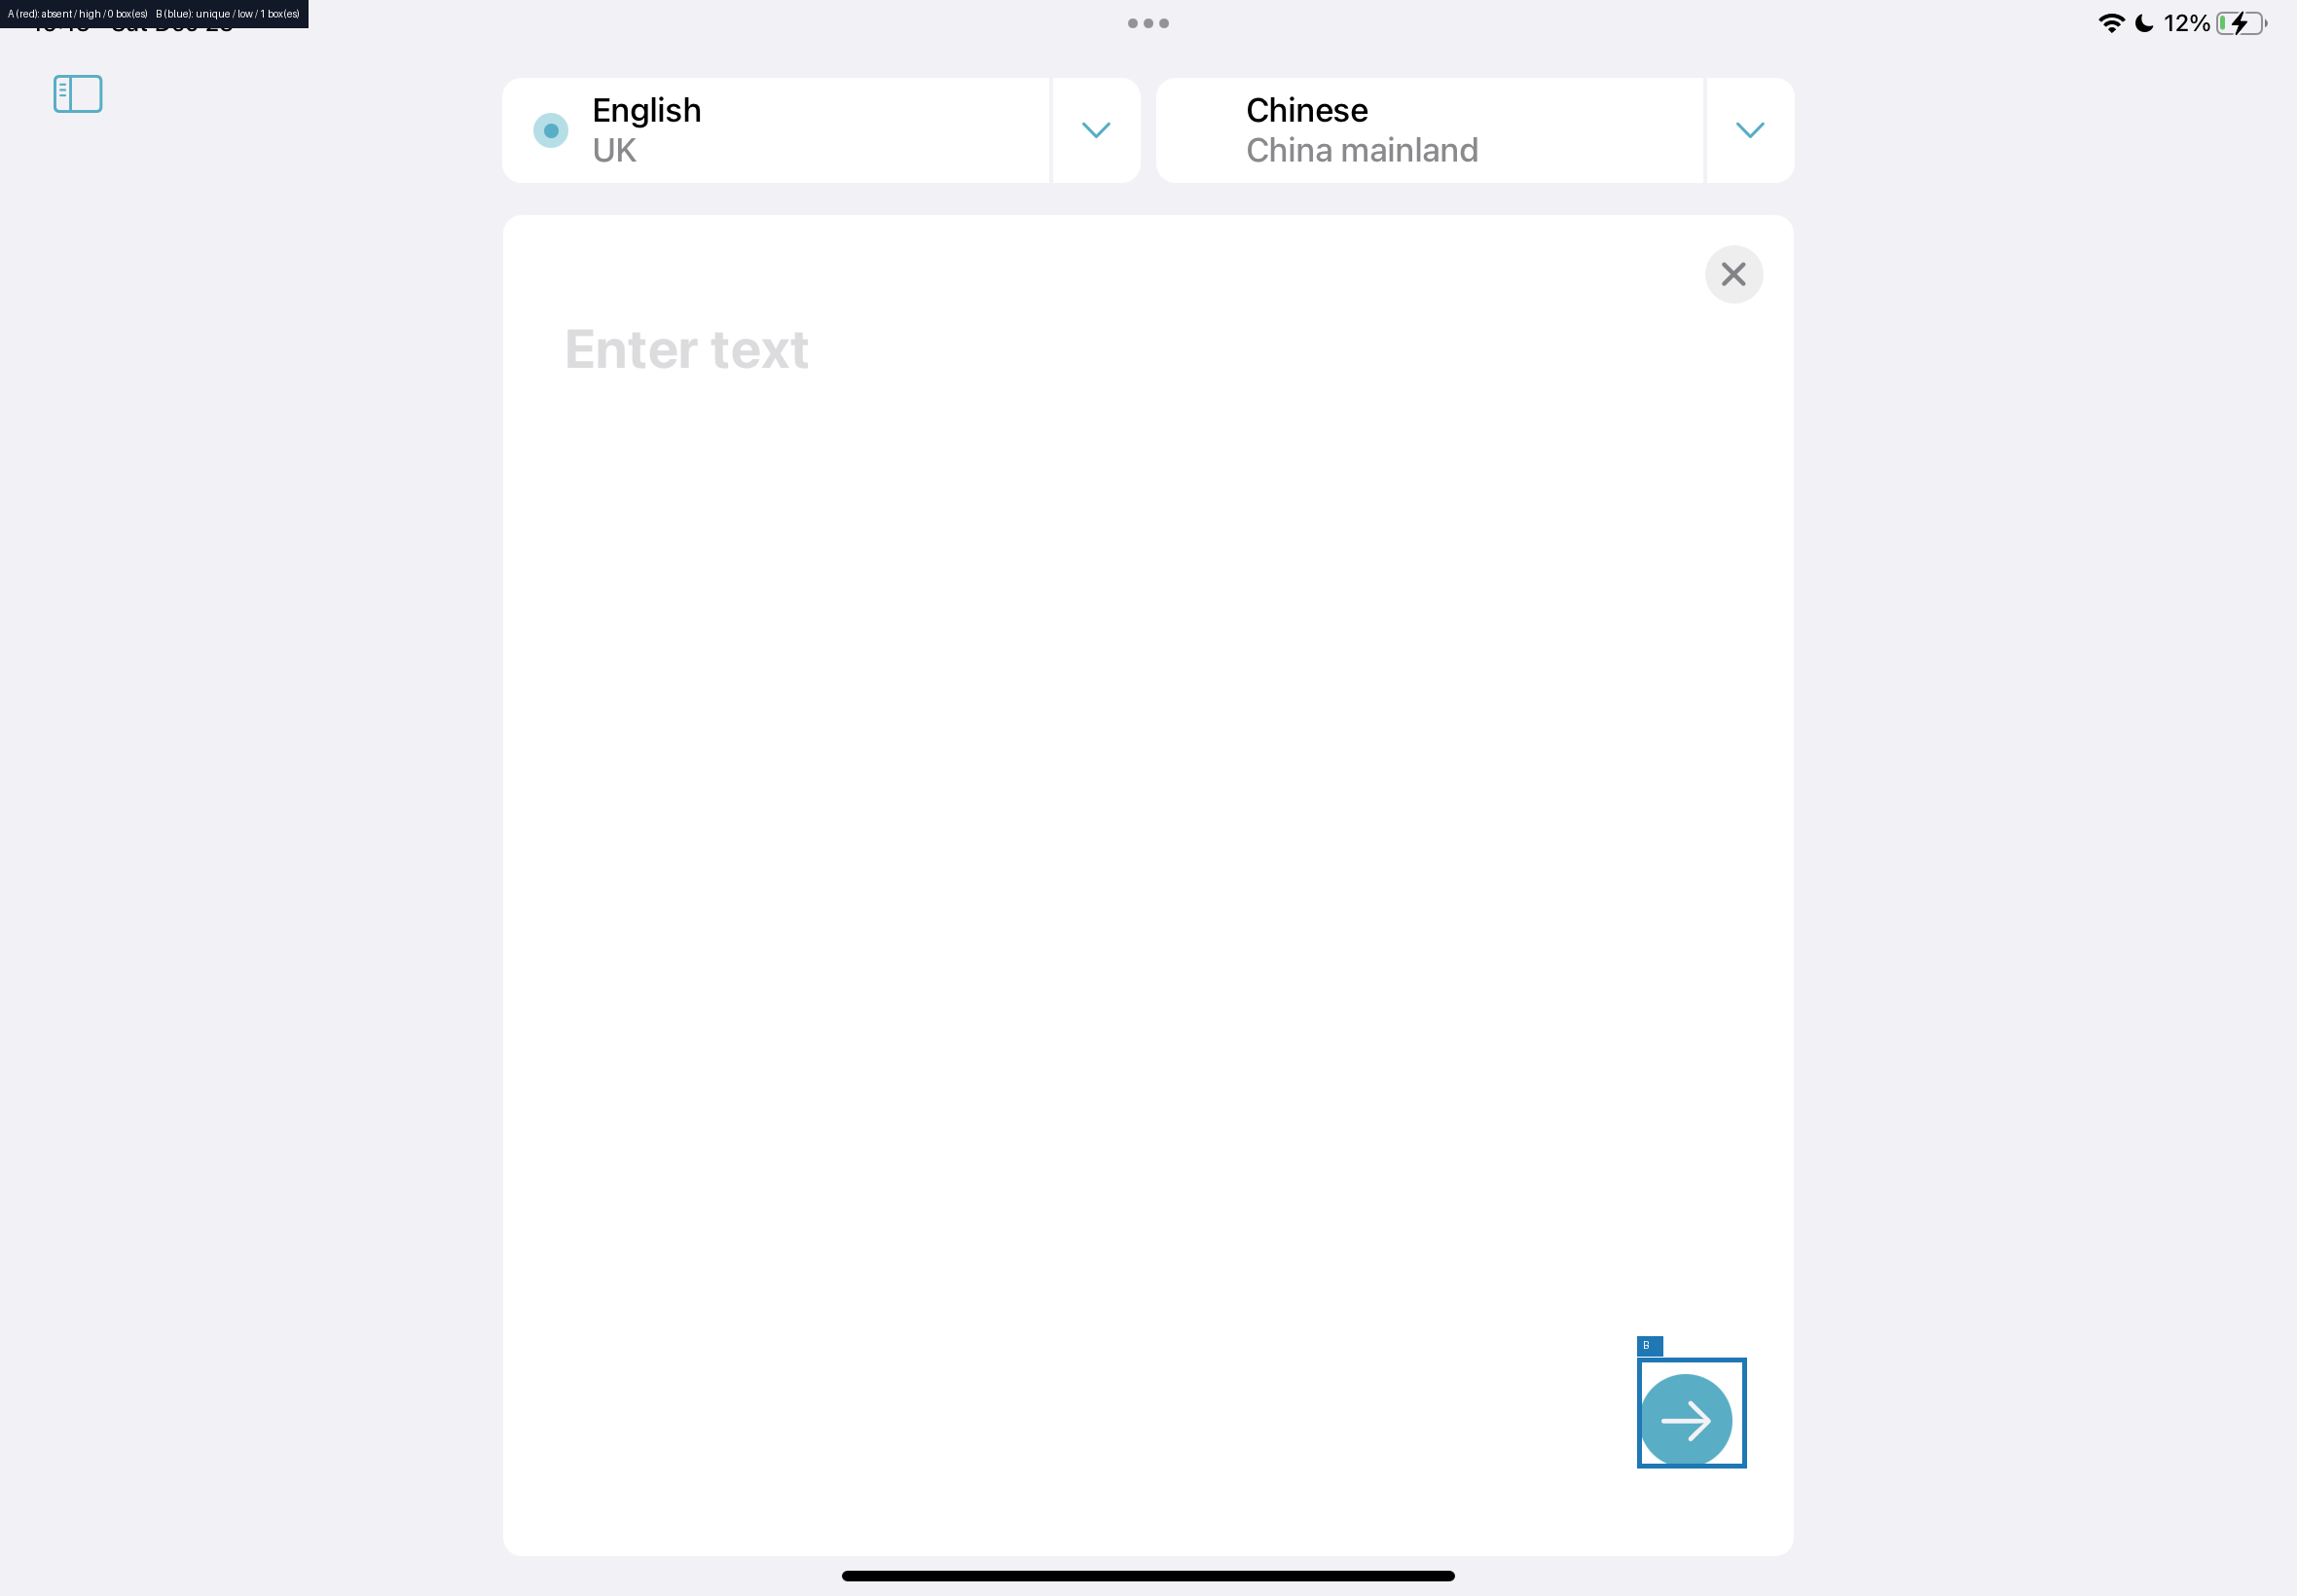 A (red): absent / high / 0 box(es) B (blue): unique / low / 1 box(es)
12%
English
UK
Chinese
China mainland
Enter text
B